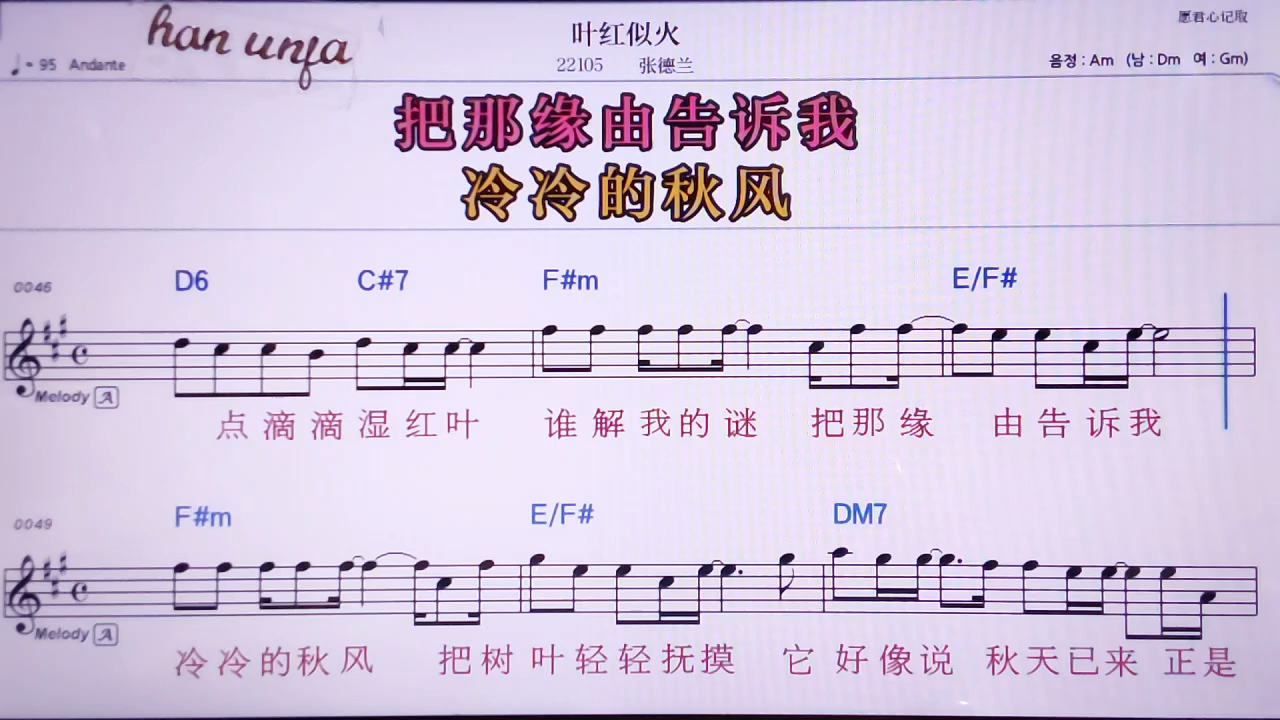 han unfa
叶红似火
愿君心记取
♩= 95 Andante
22105 张德兰
음정 : Am (남 : Dm 여 : Gm)
把那缘由告诉我
冷冷的秋风
0046 D6 C#7 F#m E/F#
Melody A
点滴滴湿红叶 谁解我的谜 把那缘 由告诉我
0049 F#m E/F# DM7
Melody A
冷冷的秋风 把树叶轻轻抚摸 它好像说 秋天已来 正是